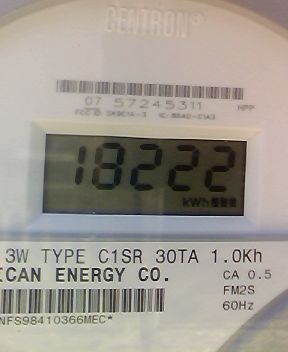 CENTRON®
07 57245311
HPP
18222
kWh
3W TYPE C1SR 30TA 1.0Kh
ICAN ENERGY CO.
CA 0.5
FM2S
60Hz
NFS98410366MEC*